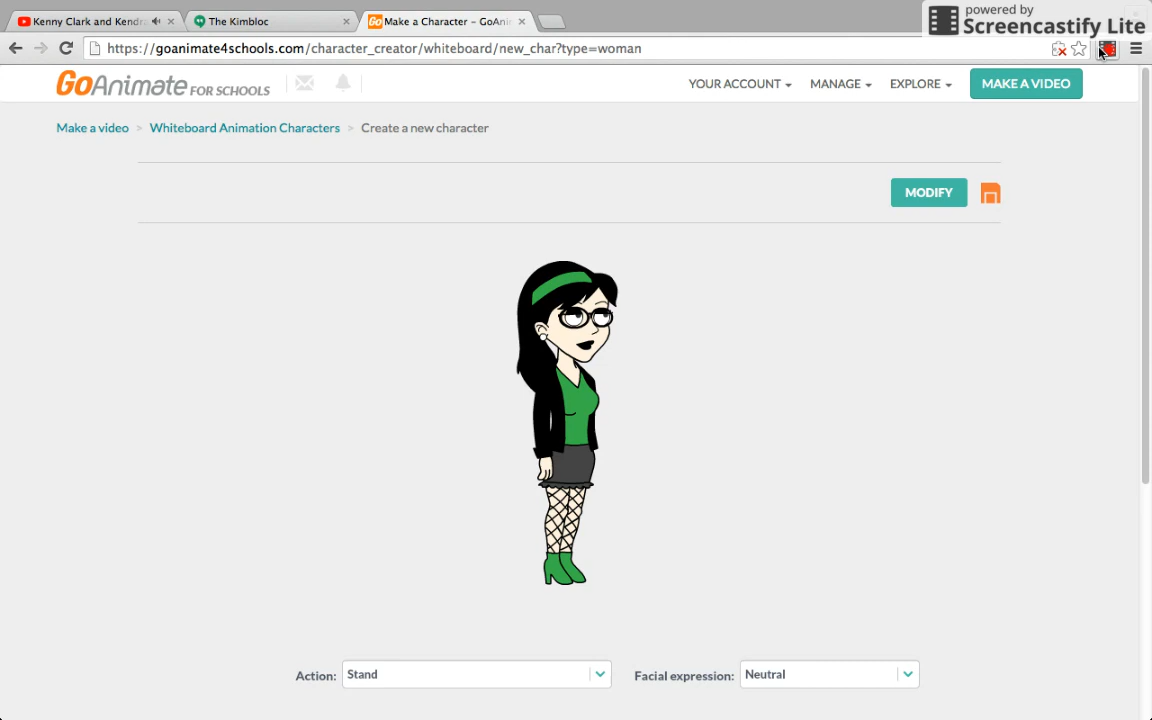 powered by
Screencastify Lite
Kenny Clark and Kendra
The Kimbloc
Make a Character – GoAni
https://goanimate4schools.com/character_creator/whiteboard/new_char?type=woman
GoAnimate FOR SCHOOLS
YOUR ACCOUNT
MANAGE
EXPLORE
MAKE A VIDEO
Make a video > Whiteboard Animation Characters > Create a new character
MODIFY
Action: Stand
Facial expression: Neutral